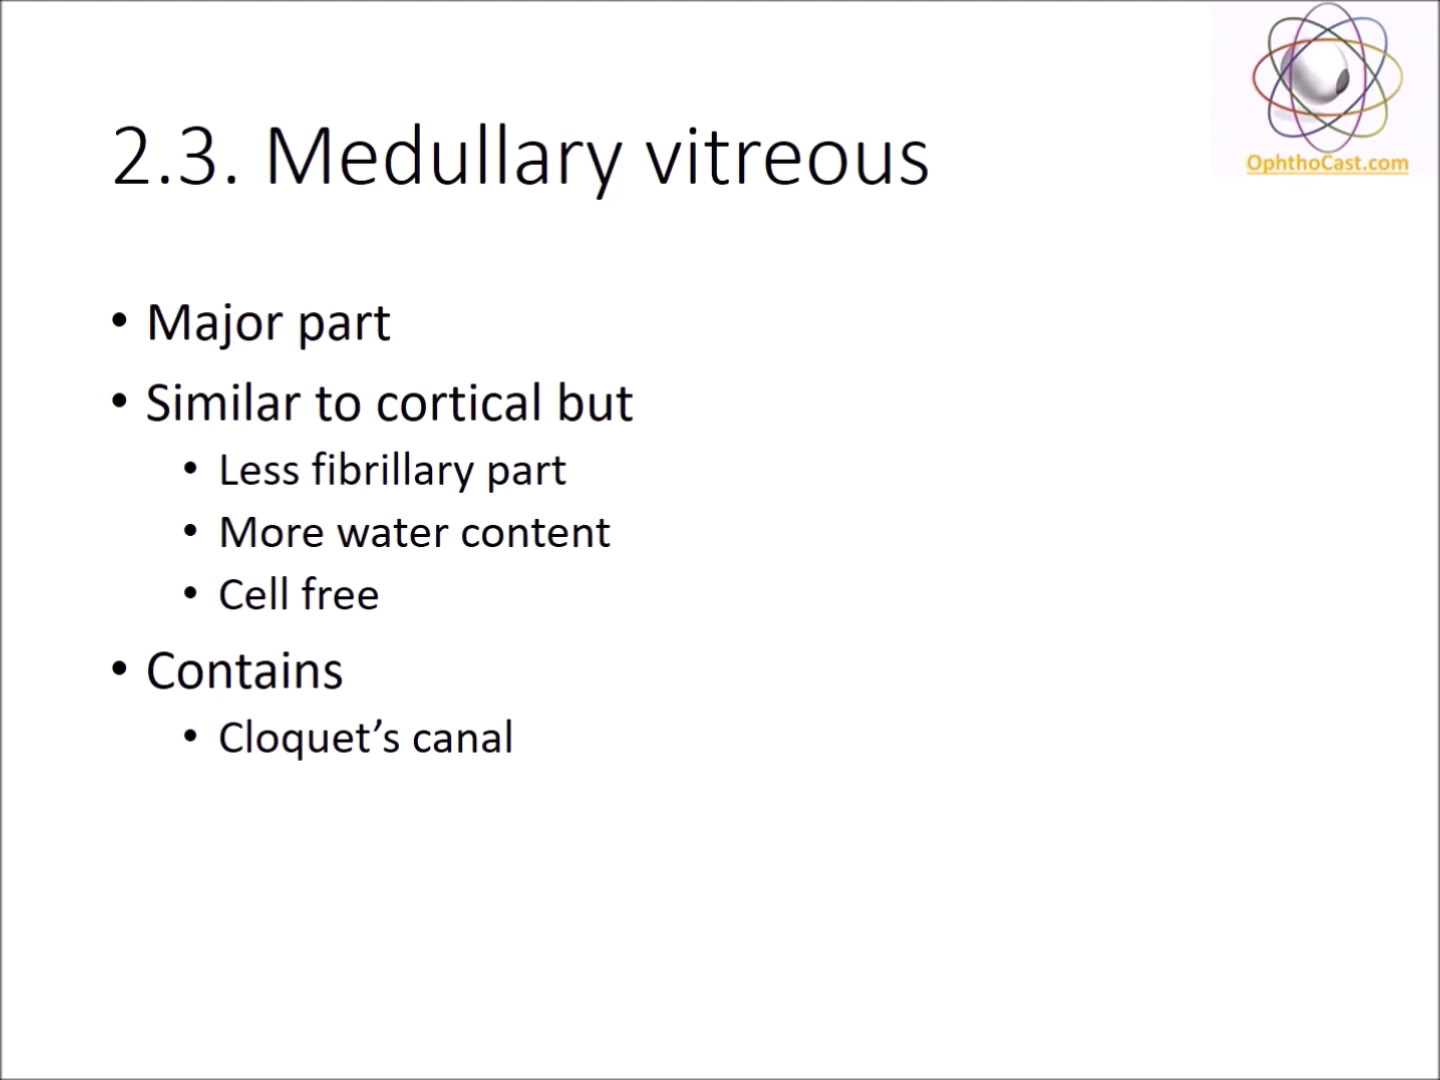 OphthoCast.com
2.3. Medullary vitreous
• Major part
• Similar to cortical but
• Less fibrillary part
• More water content
• Cell free
• Contains
• Cloquet’s canal